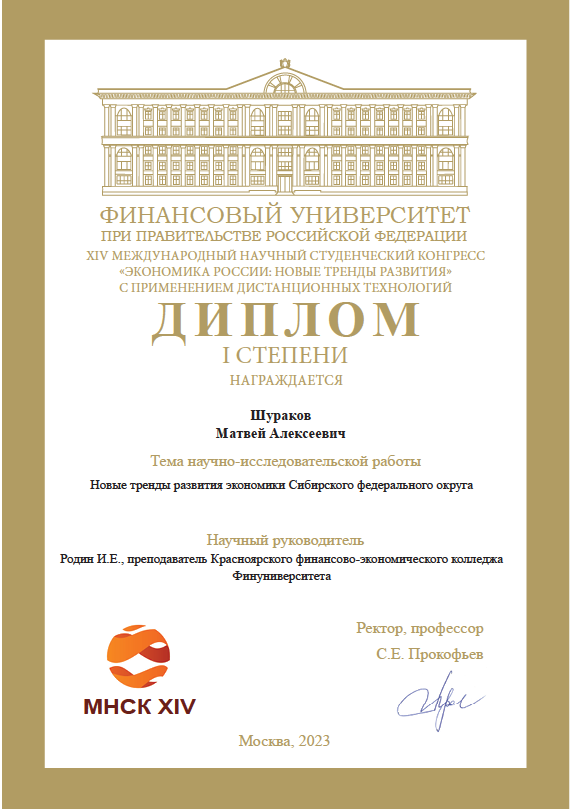 ФИНАНСОВЫЙ УНИВЕРСИТЕТ
ПРИ ПРАВИТЕЛЬСТВЕ РОССИЙСКОЙ ФЕДЕРАЦИИ
XIV МЕЖДУНАРОДНЫЙ НАУЧНЫЙ СТУДЕНЧЕСКИЙ КОНГРЕСС
«ЭКОНОМИКА РОССИИ: НОВЫЕ ТРЕНДЫ РАЗВИТИЯ»
С ПРИМЕНЕНИЕМ ДИСТАНЦИОННЫХ ТЕХНОЛОГИЙ
ДИПЛОМ
I СТЕПЕНИ
НАГРАЖДАЕТСЯ
Шураков
Матвей Алексеевич
Тема научно-исследовательской работы
Новые тренды развития экономики Сибирского федерального округа
Научный руководитель
Родин И.Е., преподаватель Красноярского финансово-экономического колледжа
Финуниверситета
Ректор, профессор
С.Е. Прокофьев
МНСК XIV
Москва, 2023